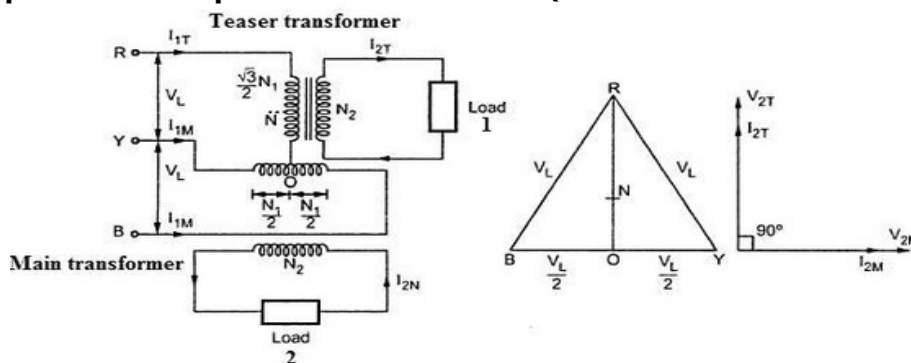 Teaser transformer
R
I1T
√3/2 N1
N̈
N2
I2T
Load
1
VL
Y
I1M
VL
O
N1/2 N1/2
B
I1M
Main transformer
N2
I2N
Load
2
R
VL
VL
N
B
VL/2
O
VL/2
Y
V2T
I2T
90°
I2M